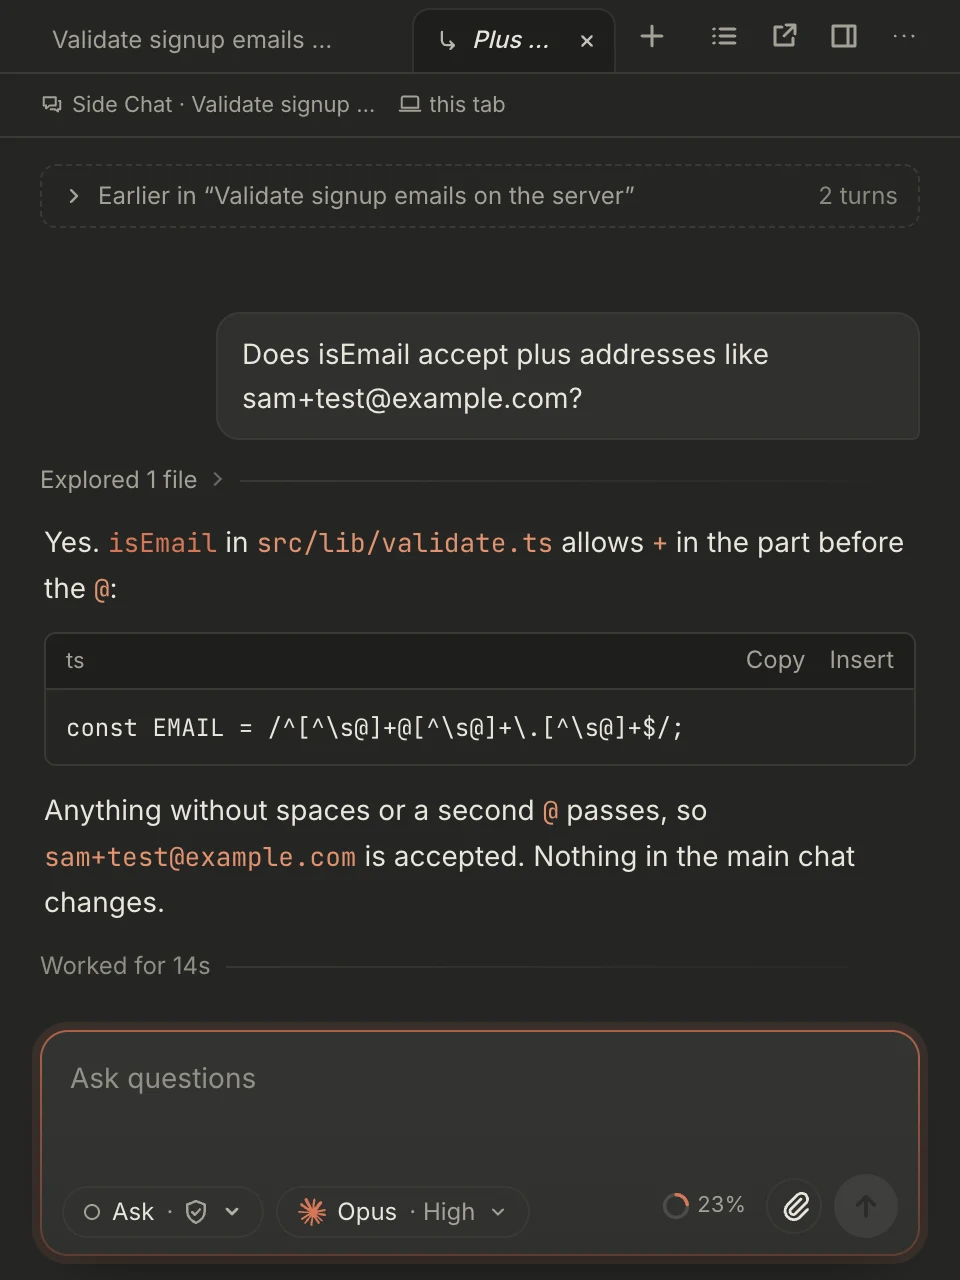 Validate signup emails ...
Plus ...
Side Chat · Validate signup ...
this tab
Earlier in “Validate signup emails on the server”
2 turns
Does isEmail accept plus addresses like
sam+test@example.com?
Explored 1 file
Yes. isEmail in src/lib/validate.ts allows + in the part before
the @:
ts
Copy
Insert
const EMAIL = /^[^\s@]+@[^\s@]+\.[^\s@]+$/;
Anything without spaces or a second @ passes, so
sam+test@example.com is accepted. Nothing in the main chat
changes.
Worked for 14s
Ask questions
Ask ·
Opus · High
23%